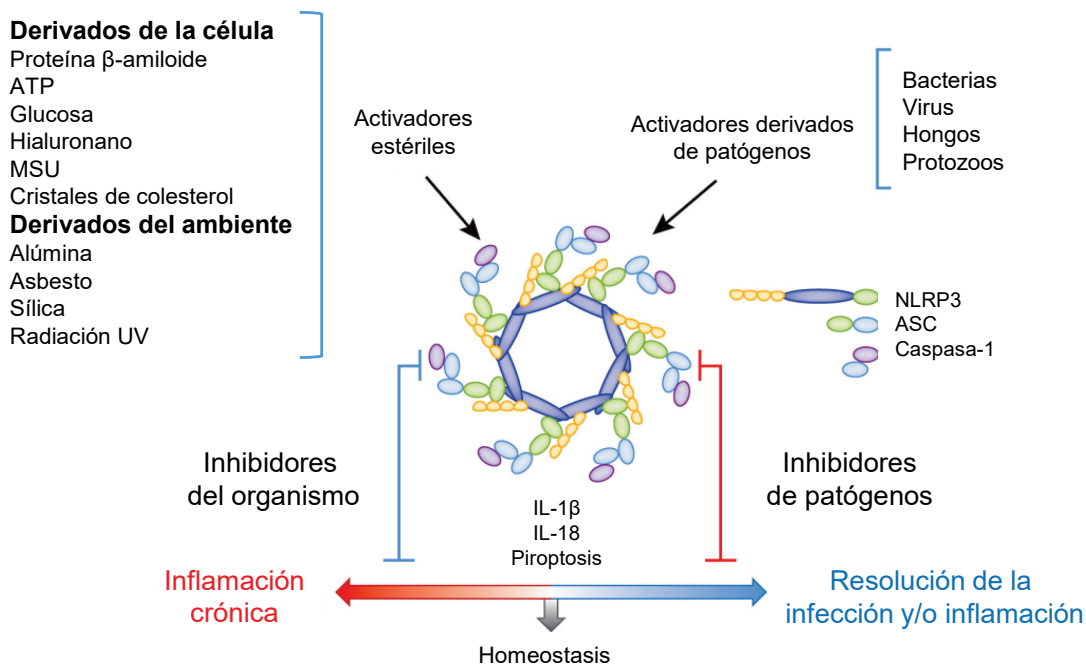 Derivados de la célula
Proteína β-amiloide
ATP
Glucosa
Hialuronano
MSU
Cristales de colesterol
Derivados del ambiente
Alúmina
Asbesto
Sílica
Radiación UV
Activadores
estériles
Activadores derivados
de patógenos
Bacterias
Virus
Hongos
Protozoos
NLRP3
ASC
Caspasa-1
Inhibidores
del organismo
Inhibidores
de patógenos
IL-1β
IL-18
Piroptosis
Inflamación
crónica
Resolución de la
infección y/o inflamación
Homeostasis